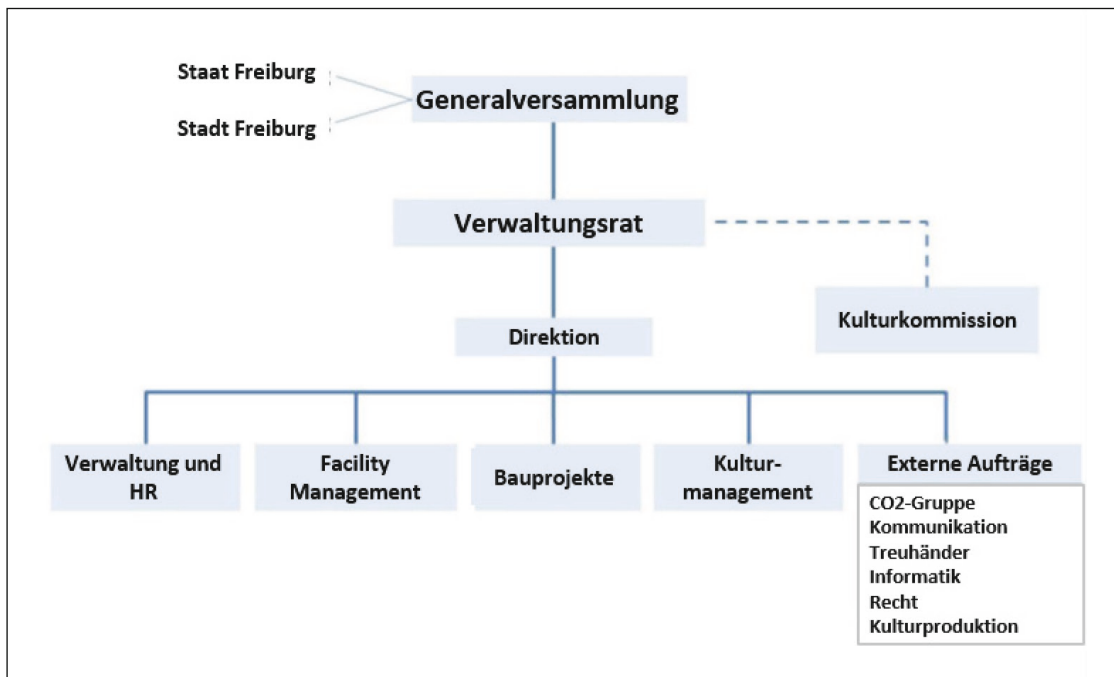 Staat Freiburg
Generalversammlung
Stadt Freiburg
Verwaltungsrat
Kulturkommission
Direktion
Verwaltung und
HR
Facility
Management
Bauprojekte
Kultur-
management
Externe Aufträge
CO2-Gruppe
Kommunikation
Treuhänder
Informatik
Recht
Kulturproduktion